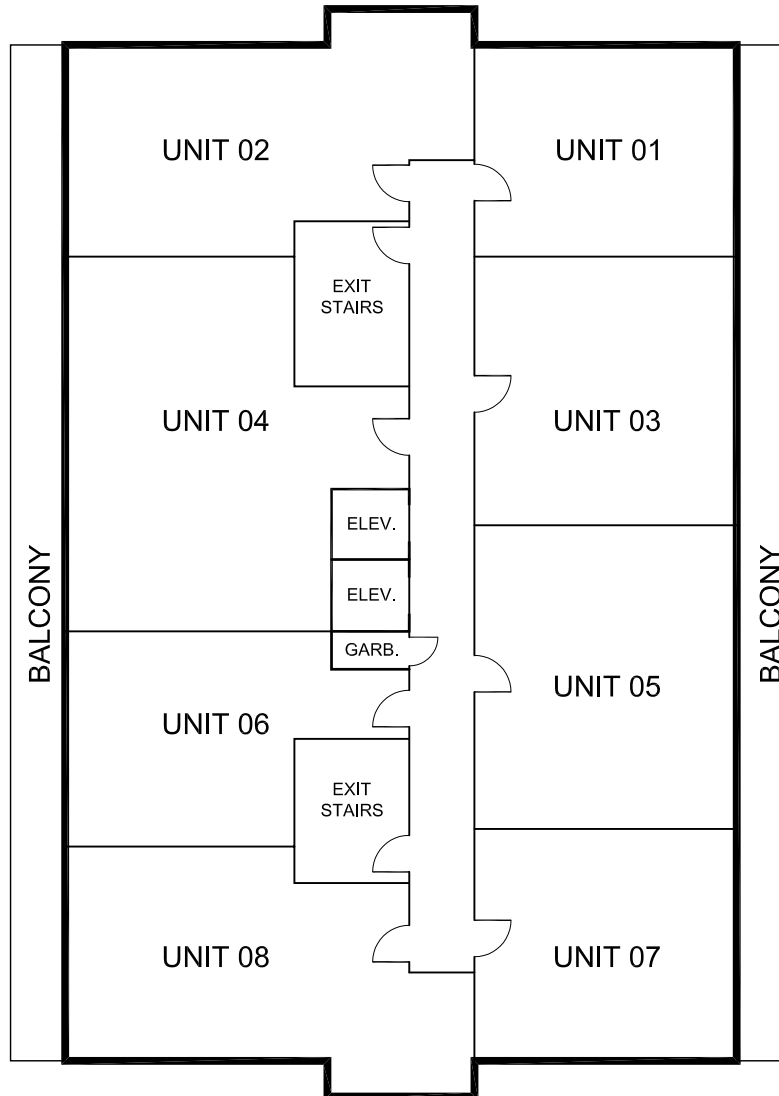 UNIT 02
UNIT 01
EXIT
STAIRS
UNIT 04
UNIT 03
ELEV.
ELEV.
GARB.
BALCONY
BALCONY
UNIT 06
UNIT 05
EXIT
STAIRS
UNIT 08
UNIT 07